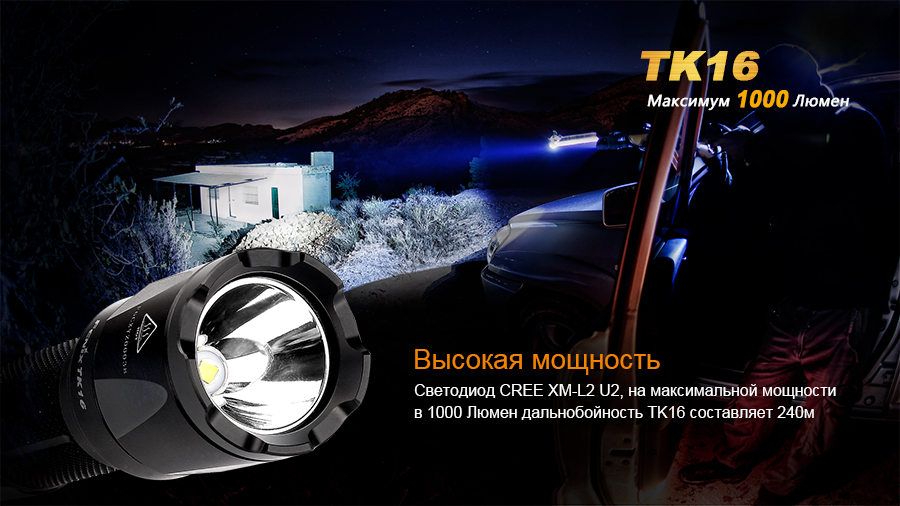 TK16
Максимум 1000 Люмен
Высокая мощность
Светодиод CREE XM-L2 U2, на максимальной мощности
в 1000 Люмен дальнобойность TK16 составляет 240м
TK16